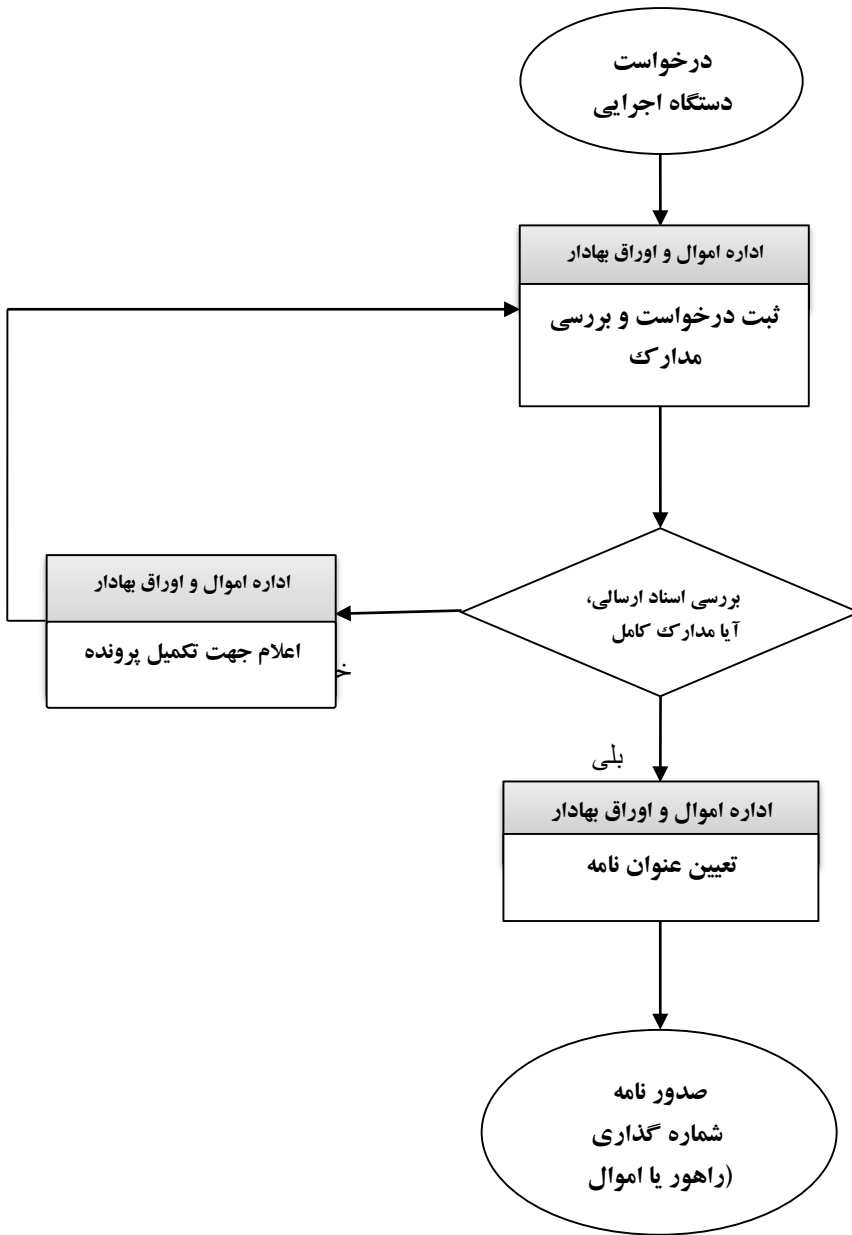 درخواست
دستگاه اجرایی
اداره اموال و اوراق بهادار
ثبت درخواست و بررسی
مدارک
بررسی اسناد ارسالی،
آیا مدارک کامل
اداره اموال و اوراق بهادار
اعلام جهت تکمیل پرونده
بلی
اداره اموال و اوراق بهادار
تعیین عنوان نامه
صدور نامه
شماره گذاری
(راهور یا اموال